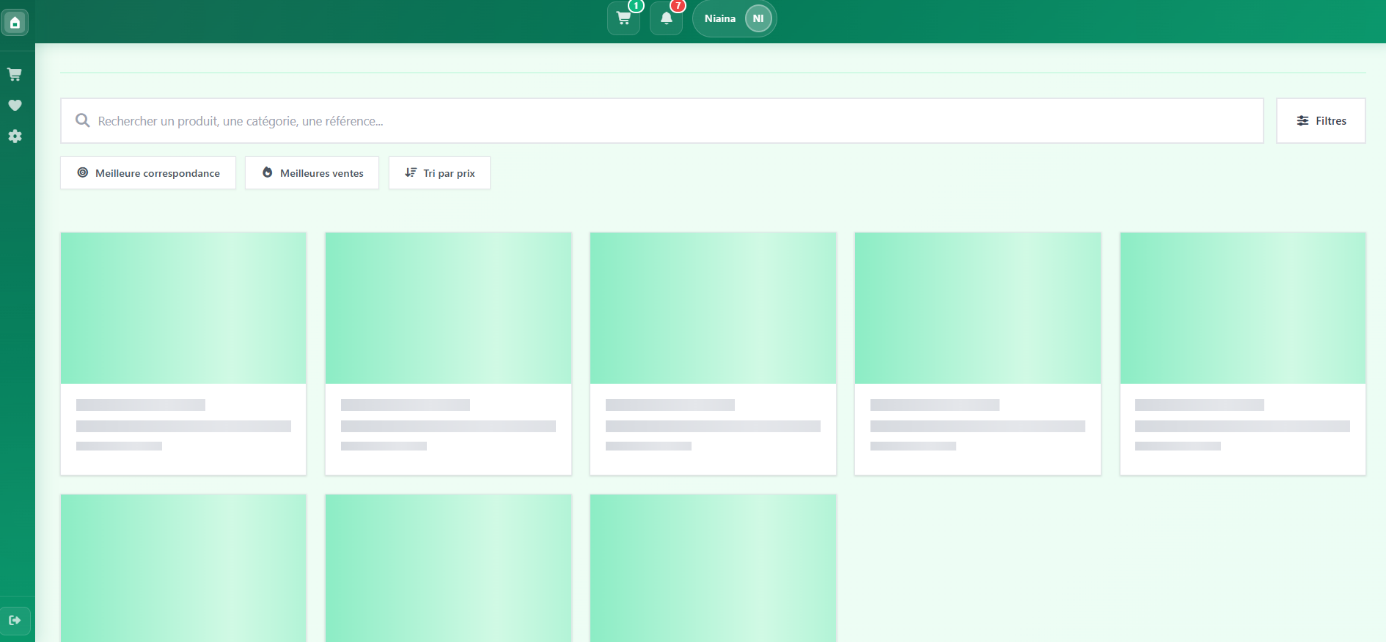 1
7
Niaina NI
Rechercher un produit, une catégorie, une référence...
Filtres
Meilleure correspondance
Meilleures ventes
Tri par prix